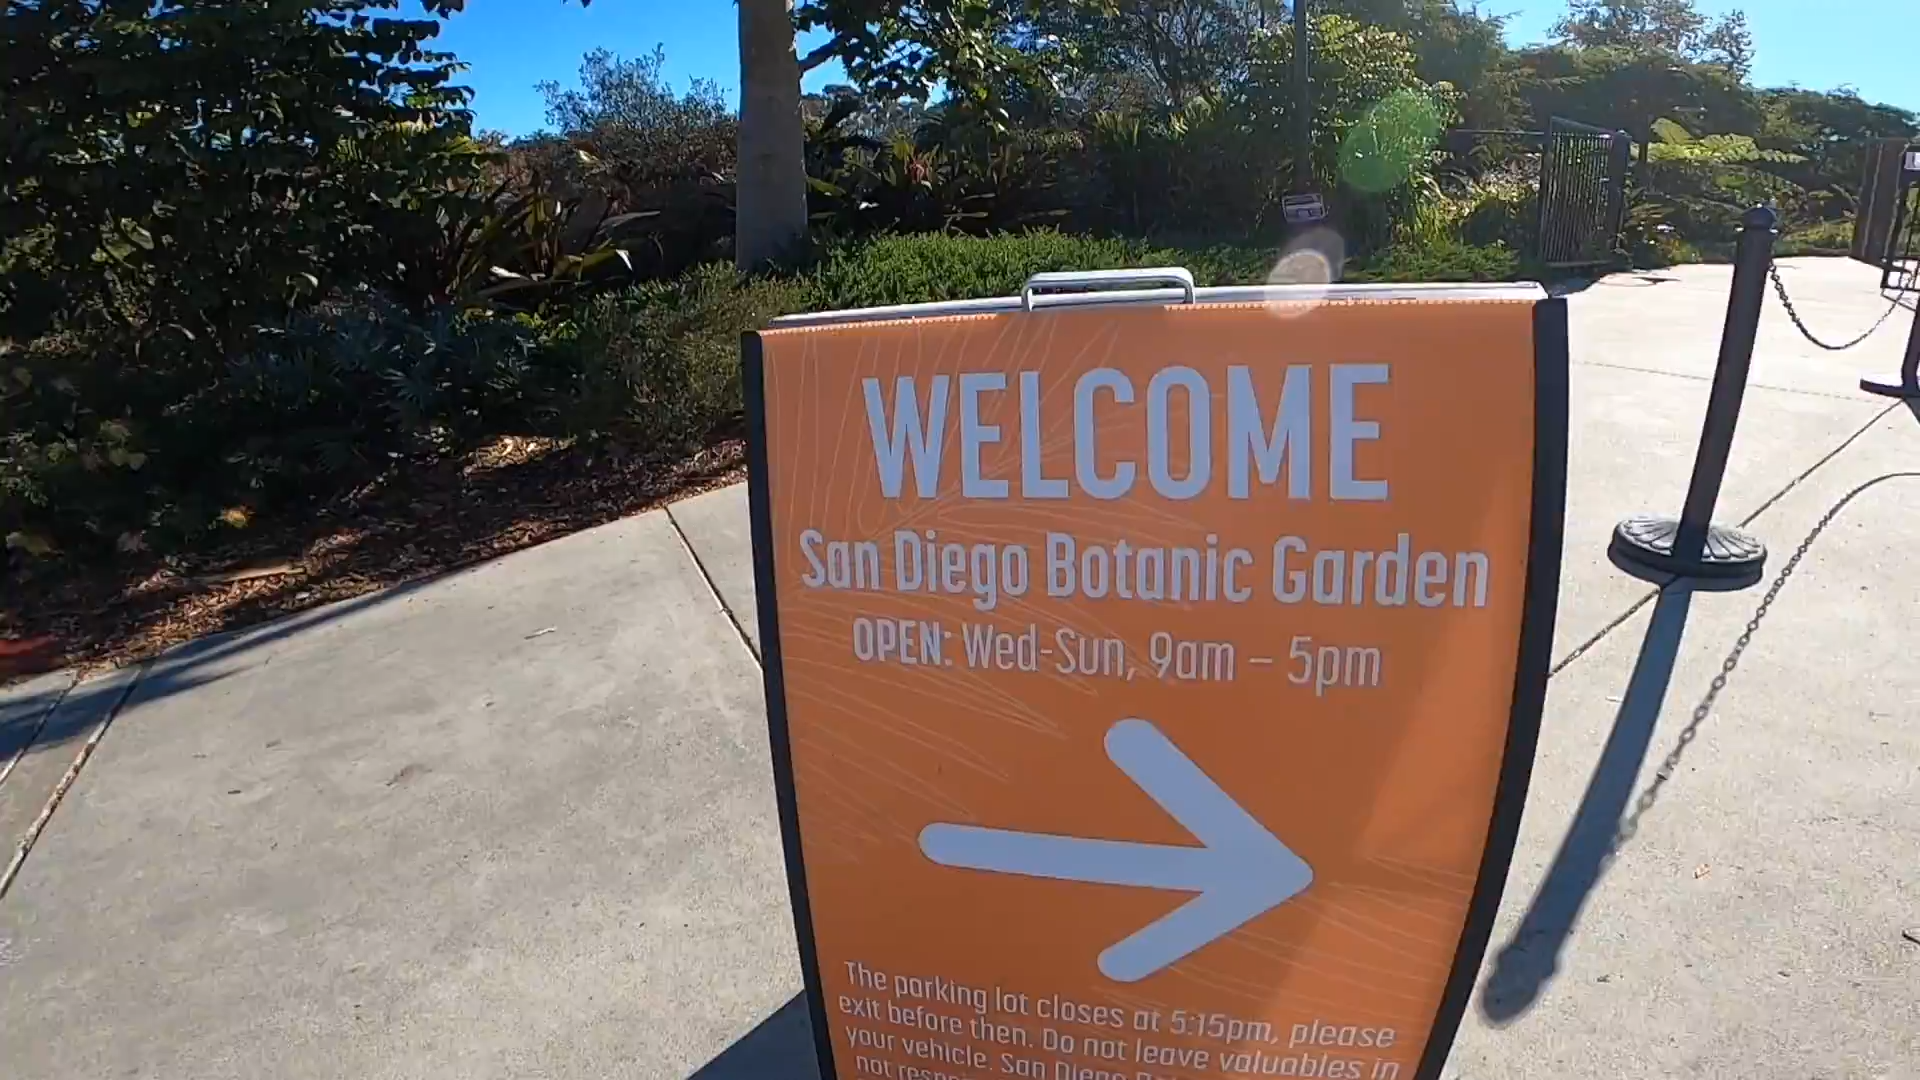 WELCOME
San Diego Botanic Garden
OPEN: Wed-Sun, 9am – 5pm
The parking lot closes at 5:15pm, please
exit before then. Do not leave valuables in
your vehicle. San Diego
not